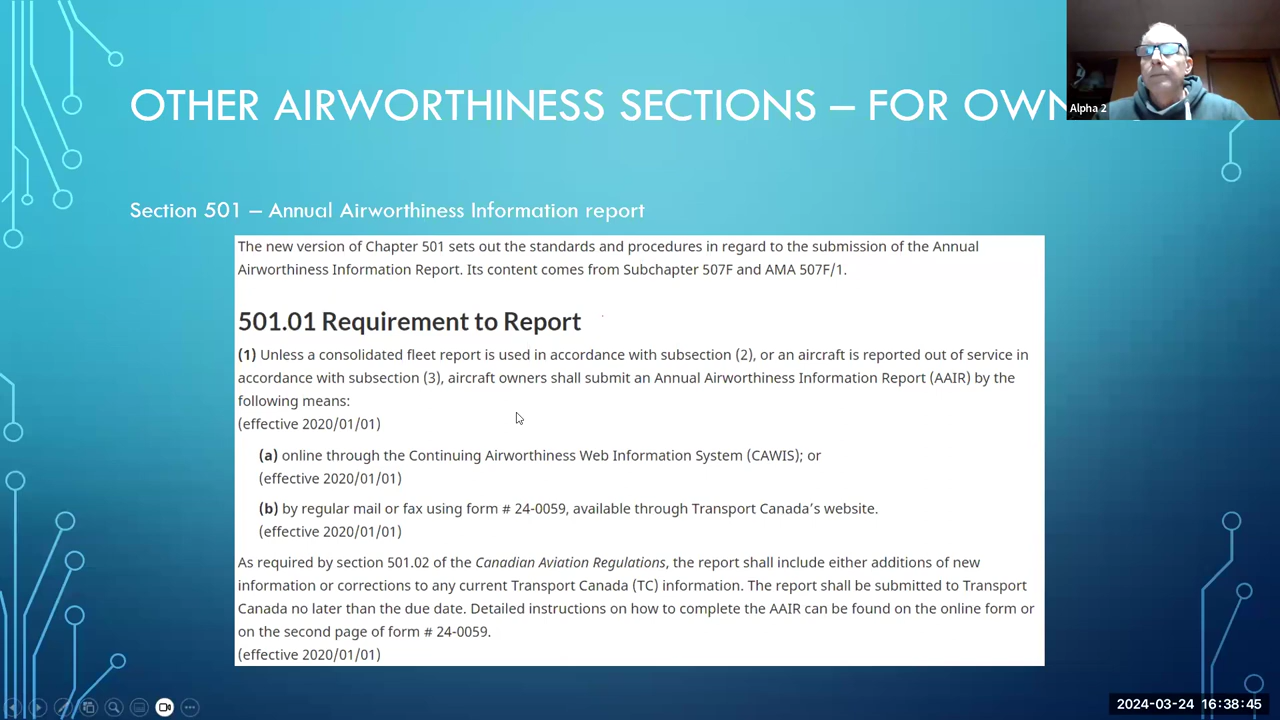 OTHER AIRWORTHINESS SECTIONS – FOR OWN
Alpha 2
Section 501 – Annual Airworthiness Information report
The new version of Chapter 501 sets out the standards and procedures in regard to the submission of the Annual
Airworthiness Information Report. Its content comes from Subchapter 507F and AMA 507F/1.
501.01 Requirement to Report
(1) Unless a consolidated fleet report is used in accordance with subsection (2), or an aircraft is reported out of service in
accordance with subsection (3), aircraft owners shall submit an Annual Airworthiness Information Report (AAIR) by the
following means:
(effective 2020/01/01)
(a) online through the Continuing Airworthiness Web Information System (CAWIS); or
(effective 2020/01/01)
(b) by regular mail or fax using form # 24-0059, available through Transport Canada’s website.
(effective 2020/01/01)
As required by section 501.02 of the Canadian Aviation Regulations, the report shall include either additions of new
information or corrections to any current Transport Canada (TC) information. The report shall be submitted to Transport
Canada no later than the due date. Detailed instructions on how to complete the AAIR can be found on the online form or
on the second page of form # 24-0059.
(effective 2020/01/01)
2024-03-24 16:38:45